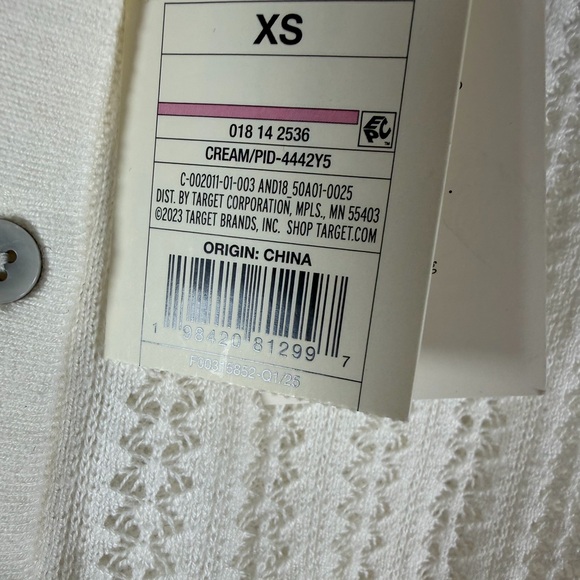 XS
018 14 2536
EPC™
CREAM/PID-4442Y5
C-002011-01-003 AND18_50A01-0025
DIST. BY TARGET CORPORATION, MPLS., MN 55403
©2023 TARGET BRANDS, INC. SHOP TARGET.COM
ORIGIN: CHINA
1 98420 81299 7